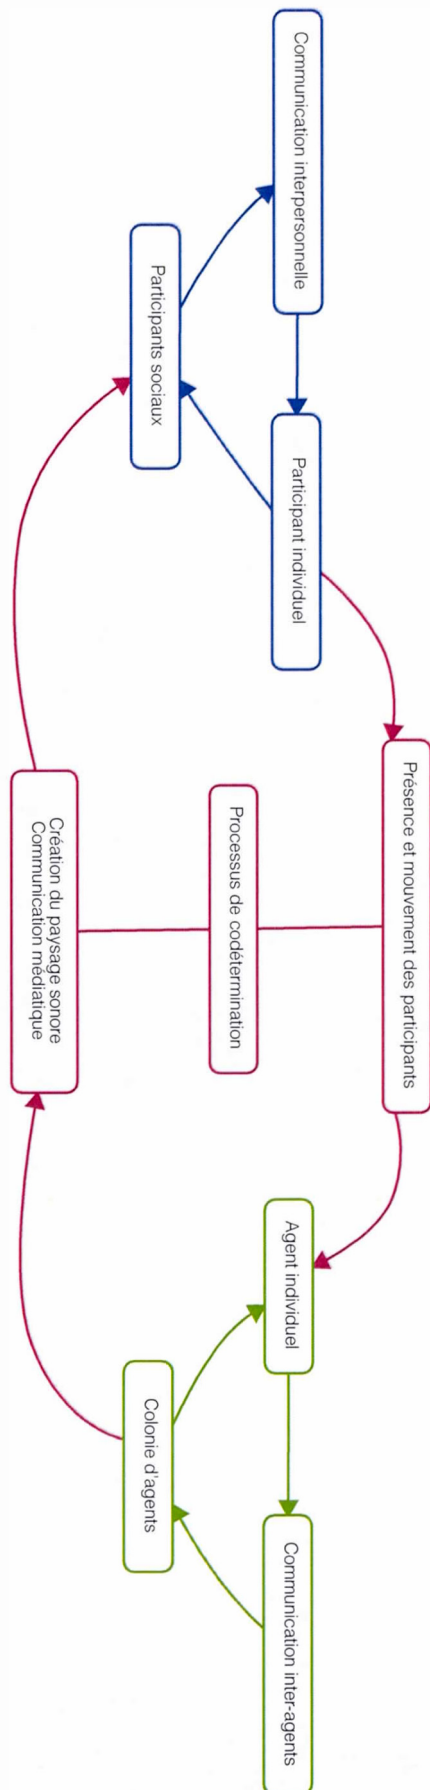 Communication interpersonnelle
Participants sociaux
Participant individuel
Présence et mouvement des participants
Processus de codétermination
Création du paysage sonore
Communication médiatique
Agent individuel
Colonie d'agents
Communication inter-agents